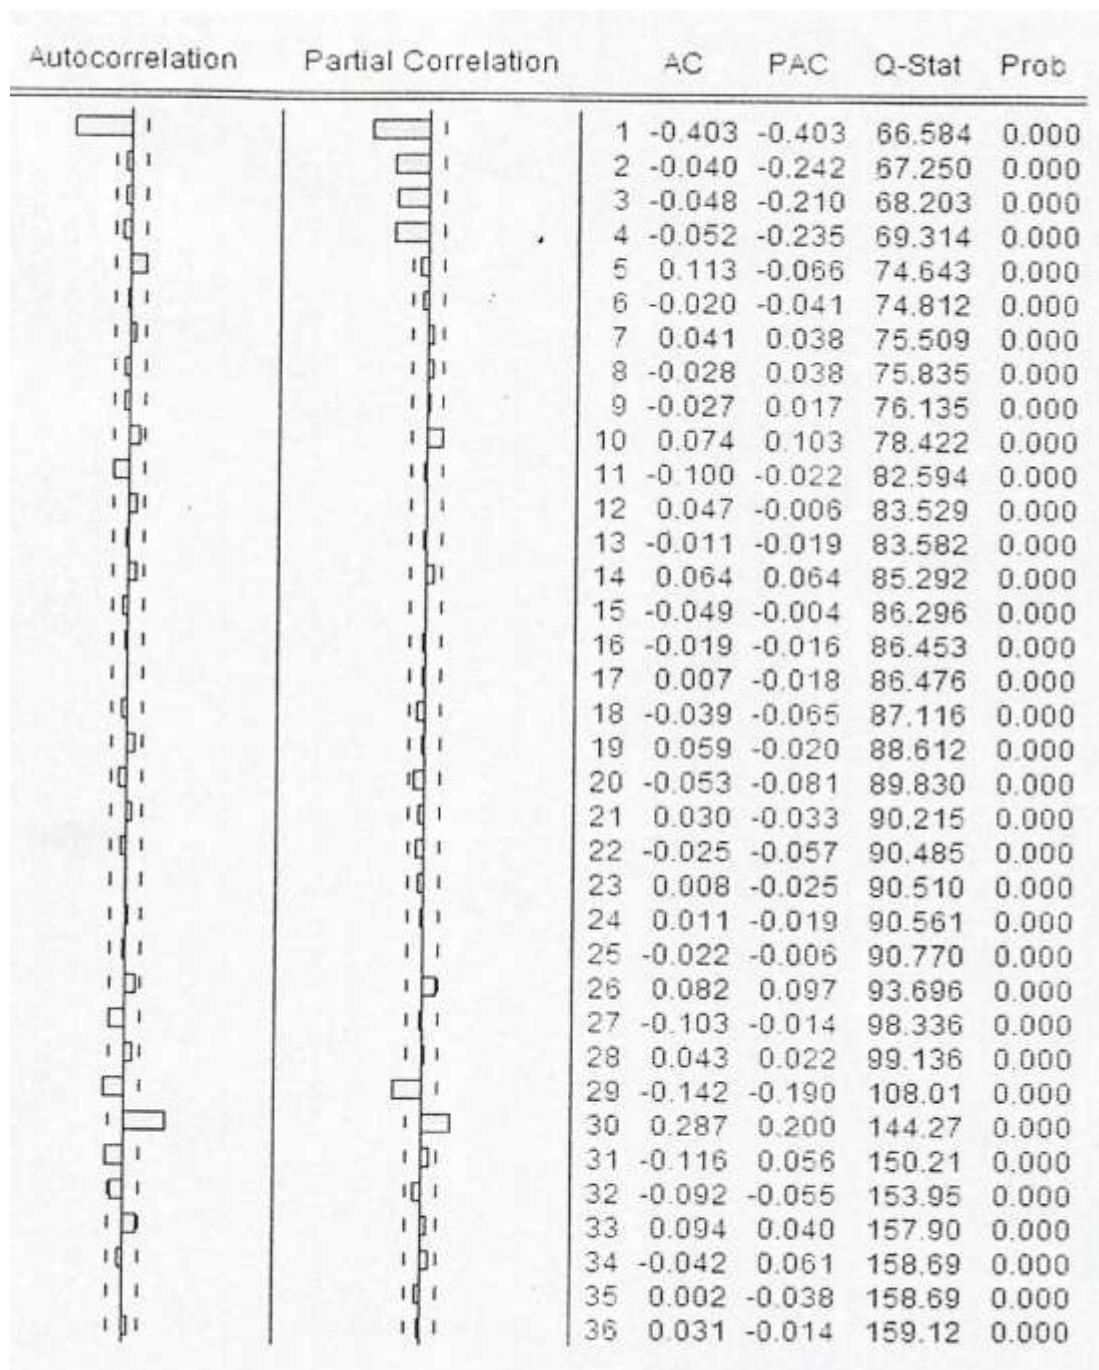 Autocorrelation Partial Correlation AC PAC Q-Stat Prob
1 -0.403 -0.403 66.584 0.000
2 -0.040 -0.242 67.250 0.000
3 -0.048 -0.210 68.203 0.000
4 -0.052 -0.235 69.314 0.000
5 0.113 -0.066 74.643 0.000
6 -0.020 -0.041 74.812 0.000
7 0.041 0.038 75.509 0.000
8 -0.028 0.038 75.835 0.000
9 -0.027 0.017 76.135 0.000
10 0.074 0.103 78.422 0.000
11 -0.100 -0.022 82.594 0.000
12 0.047 -0.006 83.529 0.000
13 -0.011 -0.019 83.582 0.000
14 0.064 0.064 85.292 0.000
15 -0.049 -0.004 86.296 0.000
16 -0.019 -0.016 86.453 0.000
17 0.007 -0.018 86.476 0.000
18 -0.039 -0.065 87.116 0.000
19 0.059 -0.020 88.612 0.000
20 -0.053 -0.081 89.830 0.000
21 0.030 -0.033 90.215 0.000
22 -0.025 -0.057 90.485 0.000
23 0.008 -0.025 90.510 0.000
24 0.011 -0.019 90.561 0.000
25 -0.022 -0.006 90.770 0.000
26 0.082 0.097 93.696 0.000
27 -0.103 -0.014 98.336 0.000
28 0.043 0.022 99.136 0.000
29 -0.142 -0.190 108.01 0.000
30 0.287 0.200 144.27 0.000
31 -0.116 0.056 150.21 0.000
32 -0.092 -0.055 153.95 0.000
33 0.094 0.040 157.90 0.000
34 -0.042 0.061 158.69 0.000
35 0.002 -0.038 158.69 0.000
36 0.031 -0.014 159.12 0.000